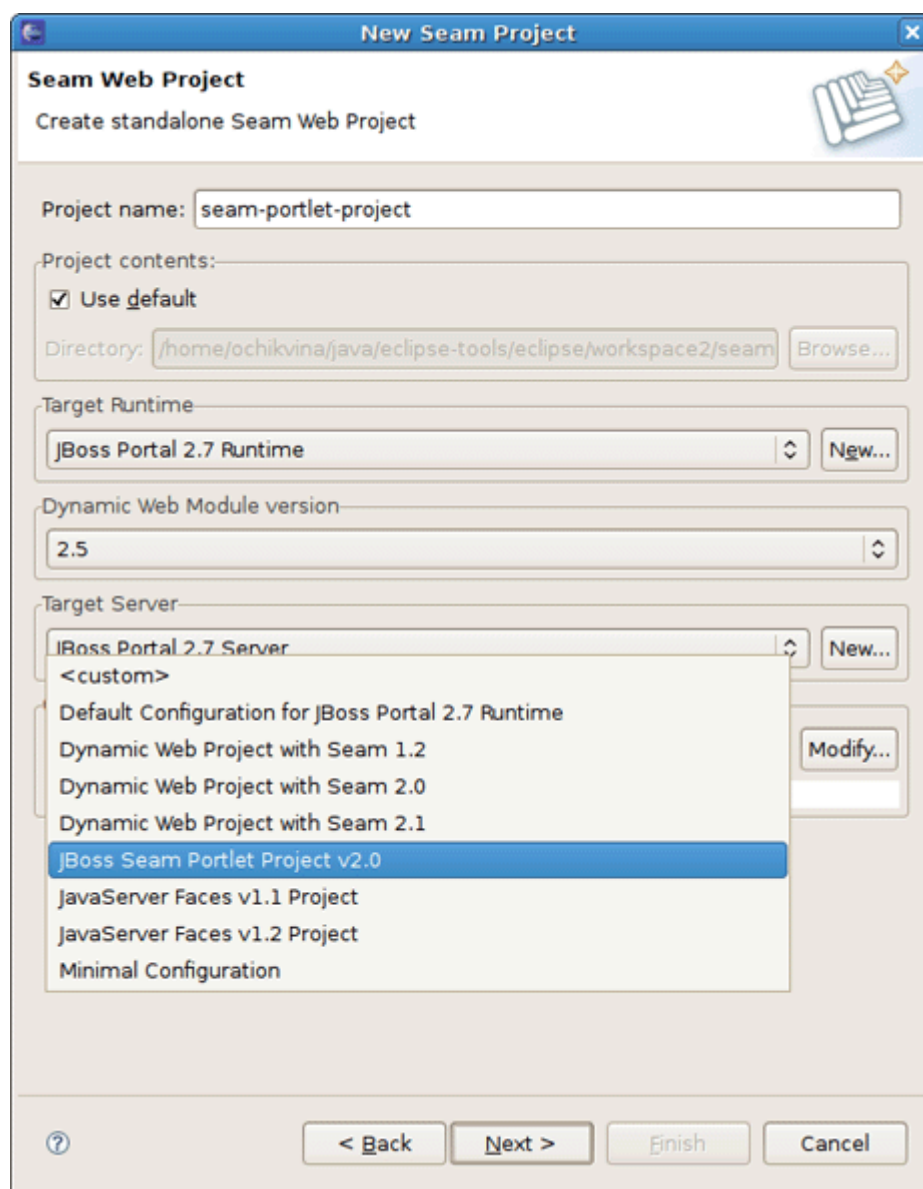 New Seam Project
Seam Web Project
Create standalone Seam Web Project
Project name: seam-portlet-project
Project contents:
Use default
Directory: /home/ochikvina/java/eclipse-tools/eclipse/workspace2/seam Browse...
Target Runtime
JBoss Portal 2.7 Runtime New...
Dynamic Web Module version
2.5
Target Server
JBoss Portal 2.7 Server New...
<custom>
Default Configuration for JBoss Portal 2.7 Runtime
Dynamic Web Project with Seam 1.2 Modify...
Dynamic Web Project with Seam 2.0
Dynamic Web Project with Seam 2.1
JBoss Seam Portlet Project v2.0
JavaServer Faces v1.1 Project
JavaServer Faces v1.2 Project
Minimal Configuration
? < Back Next > Finish Cancel